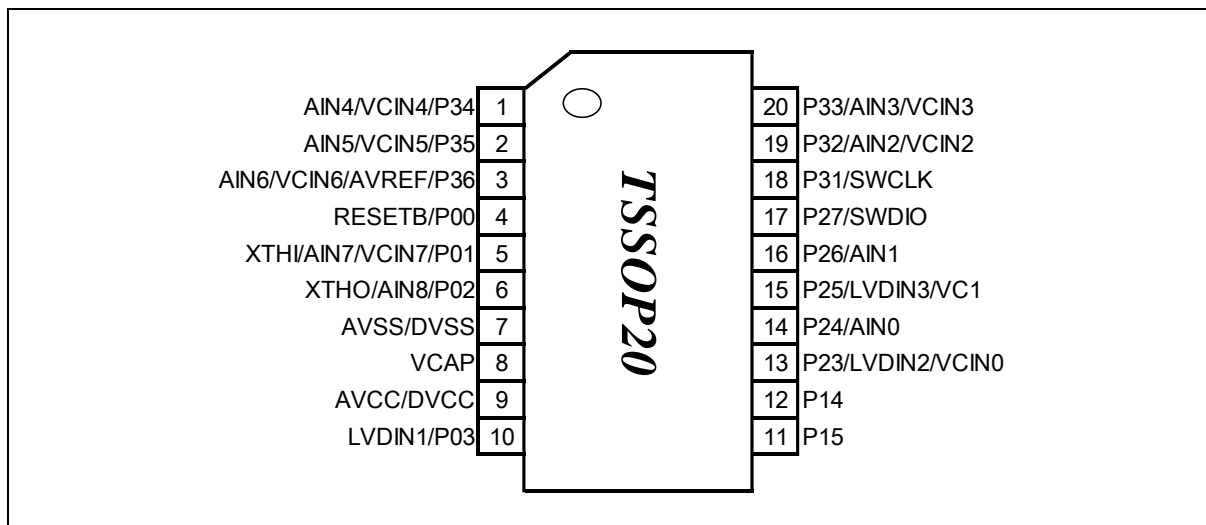 AIN4/VCIN4/P34 1
AIN5/VCIN5/P35 2
AIN6/VCIN6/AVREF/P36 3
RESETB/P00 4
XTHI/AIN7/VCIN7/P01 5
XTHO/AIN8/P02 6
AVSS/DVSS 7
VCAP 8
AVCC/DVCC 9
LVDIN1/P03 10
TSSOP20
20 P33/AIN3/VCIN3
19 P32/AIN2/VCIN2
18 P31/SWCLK
17 P27/SWDIO
16 P26/AIN1
15 P25/LVDIN3/VC1
14 P24/AIN0
13 P23/LVDIN2/VCIN0
12 P14
11 P15